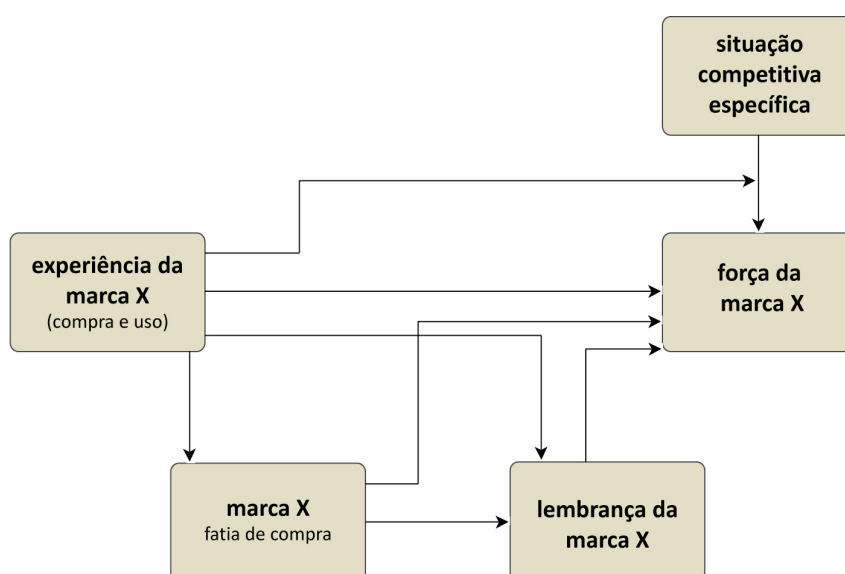 situação
competitiva
específica
experiência da
marca X
(compra e uso)
força da
marca X
marca X
fatia de compra
lembrança da
marca X